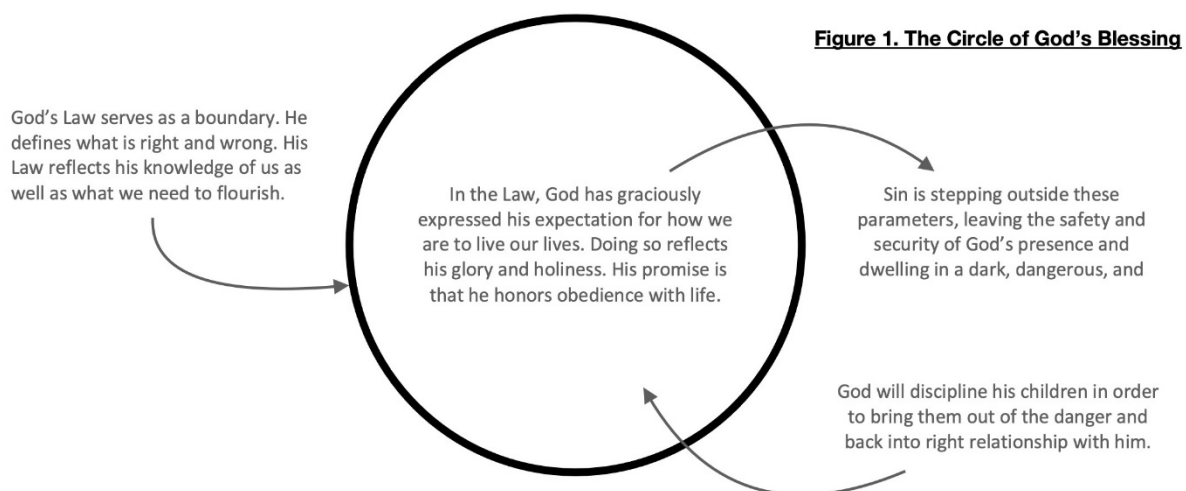 Figure 1. The Circle of God’s Blessing
God’s Law serves as a boundary. He
defines what is right and wrong. His
Law reflects his knowledge of us as
well as what we need to flourish.
In the Law, God has graciously
expressed his expectation for how we
are to live our lives. Doing so reflects
his glory and holiness. His promise is
that he honors obedience with life.
Sin is stepping outside these
parameters, leaving the safety and
security of God’s presence and
dwelling in a dark, dangerous, and
God will discipline his children in order
to bring them out of the danger and
back into right relationship with him.